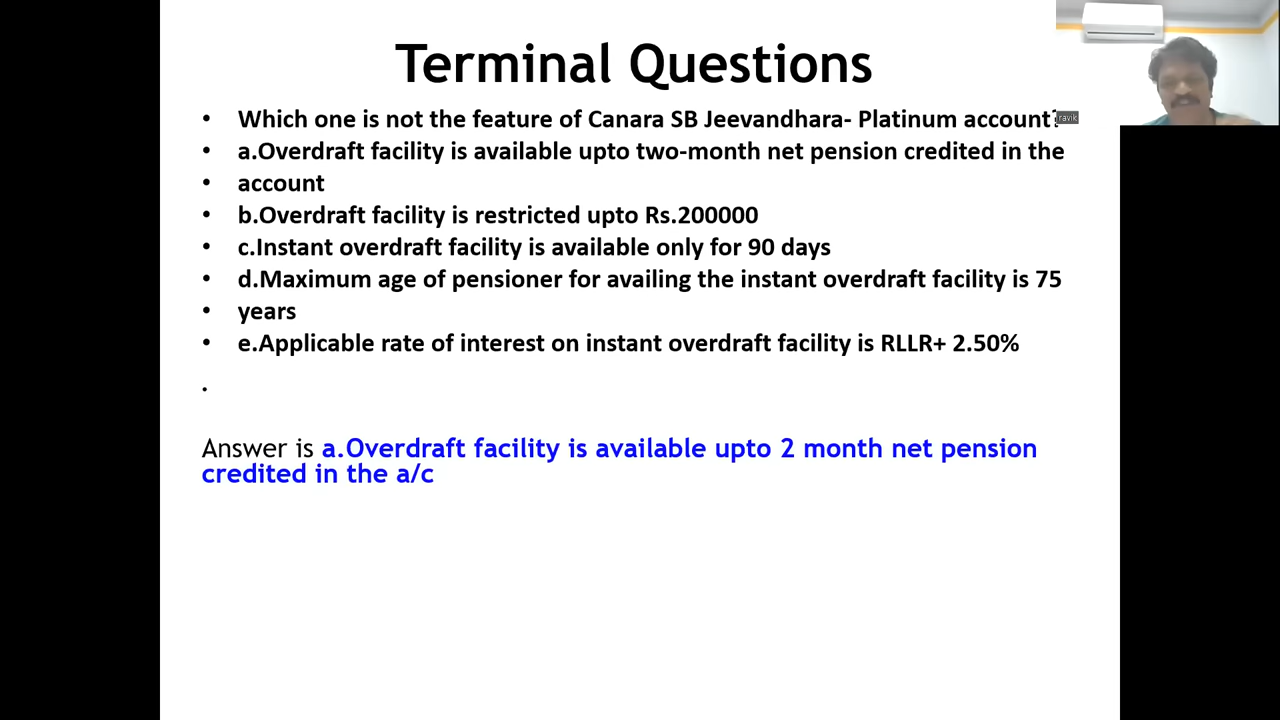 Terminal Questions
• Which one is not the feature of Canara SB Jeevandhara- Platinum account?
ravik
• a.Overdraft facility is available upto two-month net pension credited in the
• account
• b.Overdraft facility is restricted upto Rs.200000
• c.Instant overdraft facility is available only for 90 days
• d.Maximum age of pensioner for availing the instant overdraft facility is 75
• years
• e.Applicable rate of interest on instant overdraft facility is RLLR+ 2.50%
.
Answer is a.Overdraft facility is available upto 2 month net pension
credited in the a/c